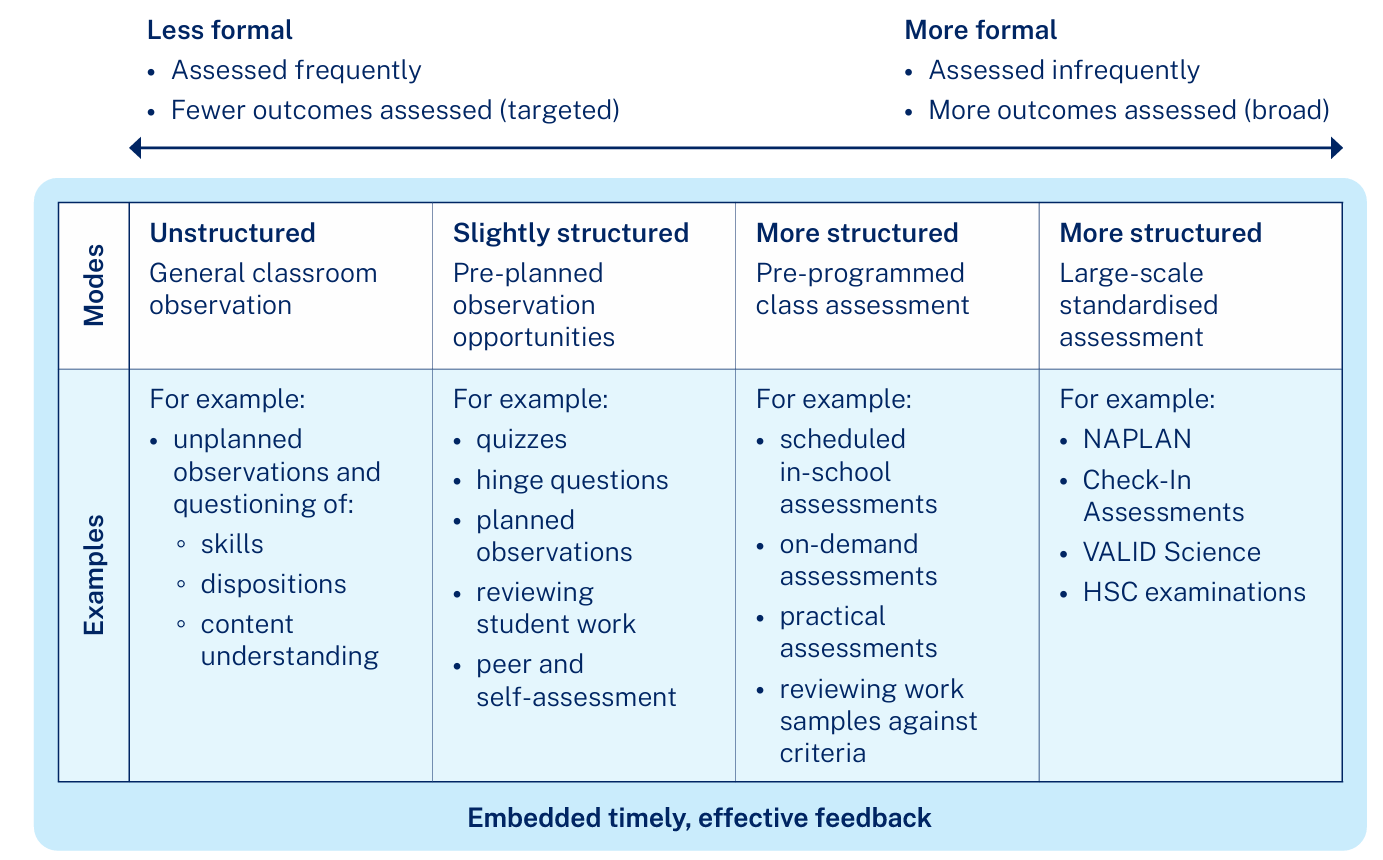 Less formal
• Assessed frequently
• Fewer outcomes assessed (targeted)
More formal
• Assessed infrequently
• More outcomes assessed (broad)
Modes
Unstructured
General classroom
observation
Slightly structured
Pre-planned
observation
opportunities
More structured
Pre-programmed
class assessment
More structured
Large-scale
standardised
assessment
Examples
For example:
• unplanned
observations and
questioning of:
◦ skills
◦ dispositions
◦ content
understanding
For example:
• quizzes
• hinge questions
• planned
observations
• reviewing
student work
• peer and
self-assessment
For example:
• scheduled
in-school
assessments
• on-demand
assessments
• practical
assessments
• reviewing work
samples against
criteria
For example:
• NAPLAN
• Check-In
Assessments
• VALID Science
• HSC examinations
Embedded timely, effective feedback